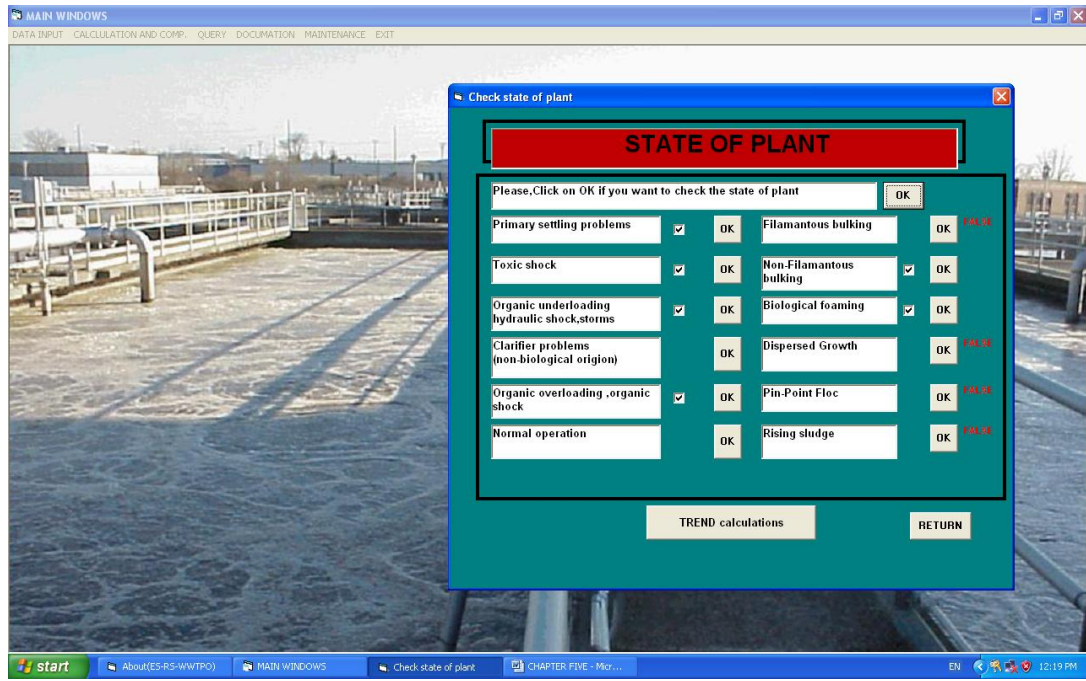 MAIN WINDOWS
DATA INPUT CALCLULATION AND COMP. QUERY DOCUMATION MAINTENANCE EXIT
Check state of plant
STATE OF PLANT
Please,Click on OK if you want to check the state of plant OK
Primary settling problems OK Filamantous bulking OK FALSE
Toxic shock OK Non-Filamantous
bulking OK
Organic underloading
hydraulic shock,storms OK Biological foaming OK
Clarifier problems
(non-biological origion) OK Dispersed Growth OK FALSE
Organic overloading ,organic
shock OK Pin-Point Floc OK FALSE
Normal operation OK Rising sludge OK FALSE
TREND calculations RETURN
start About(ES-RS-WWTPO) MAIN WINDOWS Check state of plant CHAPTER FIVE - Micr... EN 12:19 PM